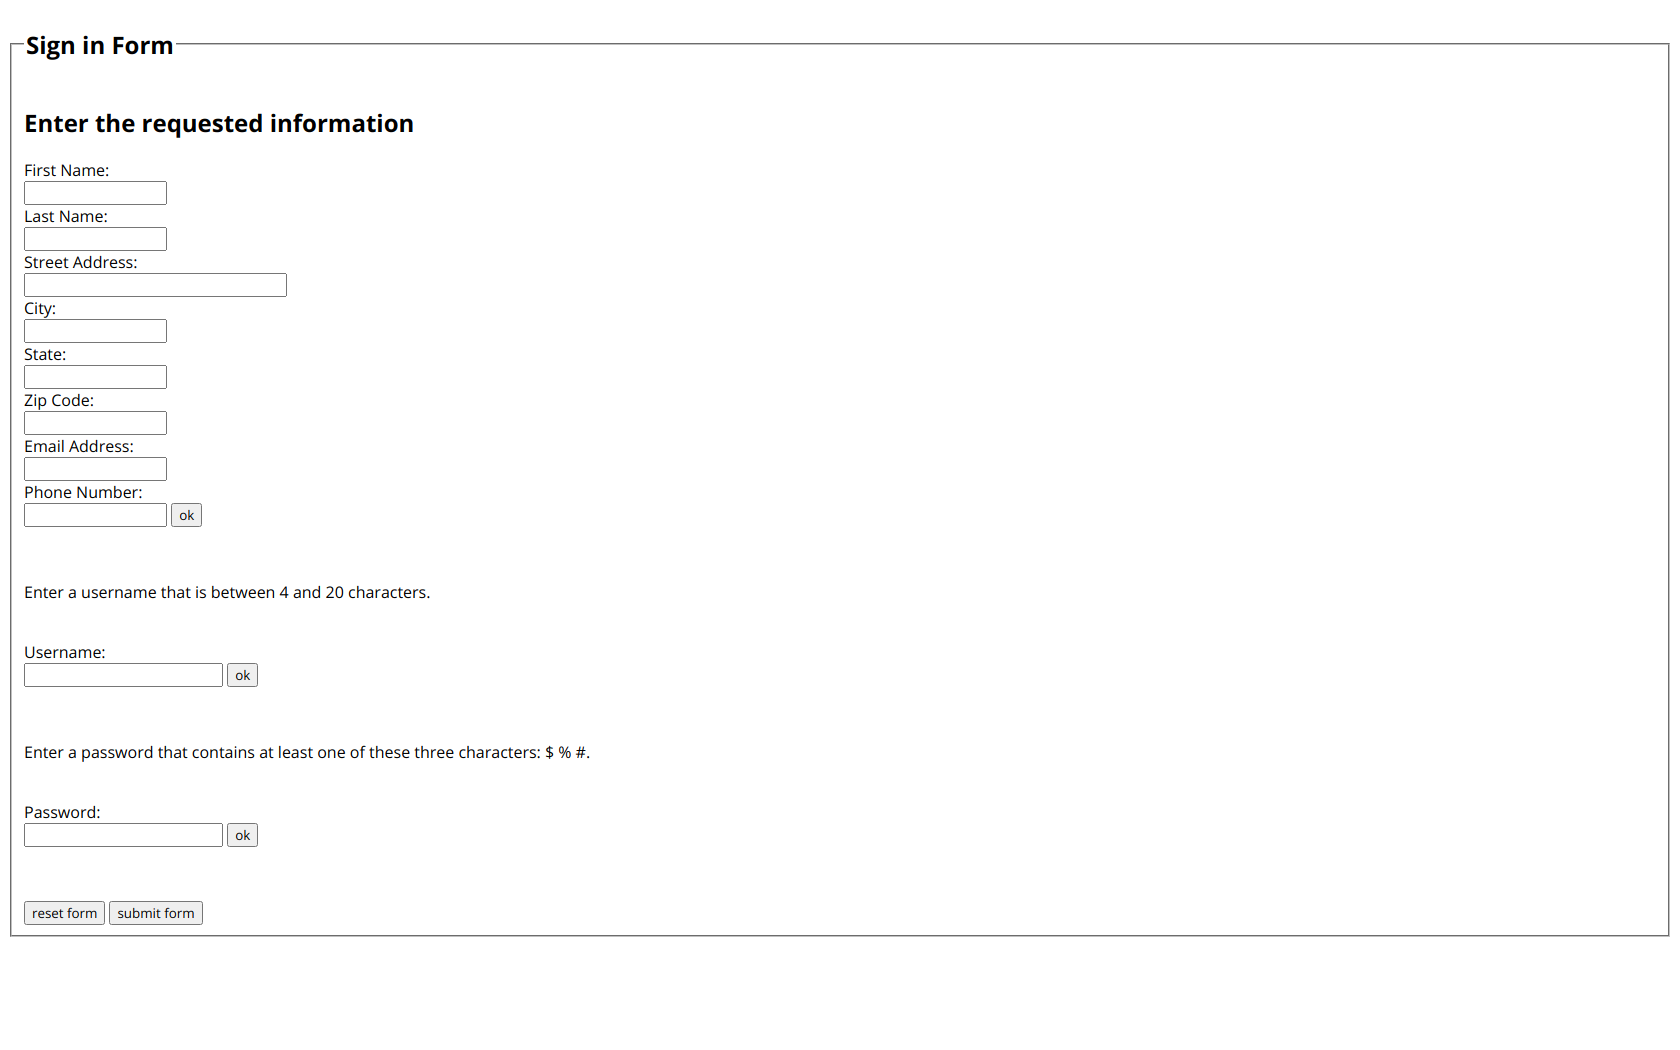 Sign in Form
Enter the requested information
First Name:
Last Name:
Street Address:
City:
State:
Zip Code:
Email Address:
Phone Number:
ok
Enter a username that is between 4 and 20 characters.
Username:
ok
Enter a password that contains at least one of these three characters: $ % #.
Password:
ok
reset form submit form